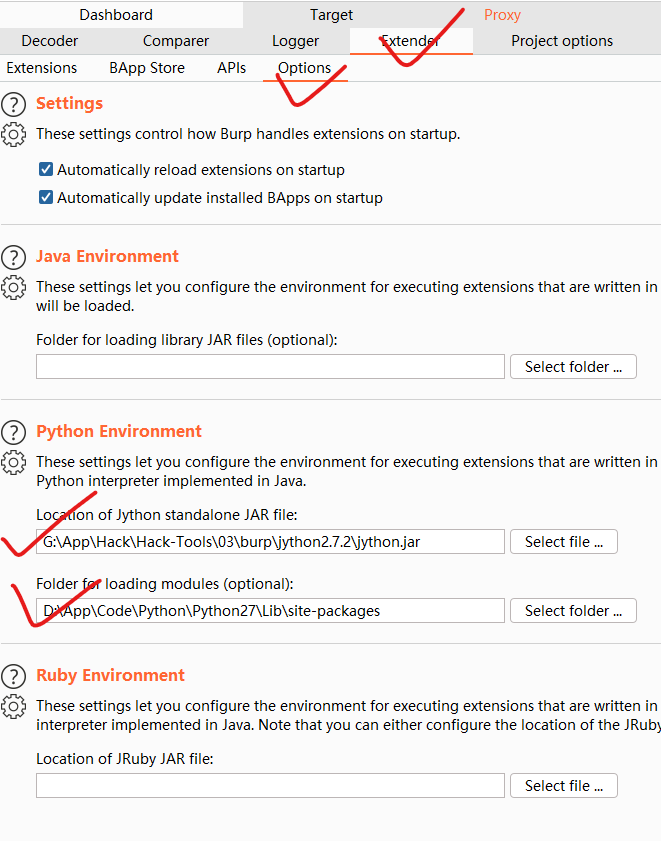 Dashboard Target Proxy
Decoder Comparer Logger Extender Project options
Extensions BApp Store APIs Options
? Settings
These settings control how Burp handles extensions on startup.
Automatically reload extensions on startup
Automatically update installed BApps on startup
? Java Environment
These settings let you configure the environment for executing extensions that are written in
will be loaded.
Folder for loading library JAR files (optional):
Select folder ...
? Python Environment
These settings let you configure the environment for executing extensions that are written in
Python interpreter implemented in Java.
Location of Jython standalone JAR file:
G:\App\Hack\Hack-Tools\03\burp\jython2.7.2\jython.jar Select file ...
Folder for loading modules (optional):
D:\App\Code\Python\Python27\Lib\site-packages Select folder ...
? Ruby Environment
These settings let you configure the environment for executing extensions that are written in
interpreter implemented in Java. Note that you can either configure the location of the JRuby
Location of JRuby JAR file:
Select file ...